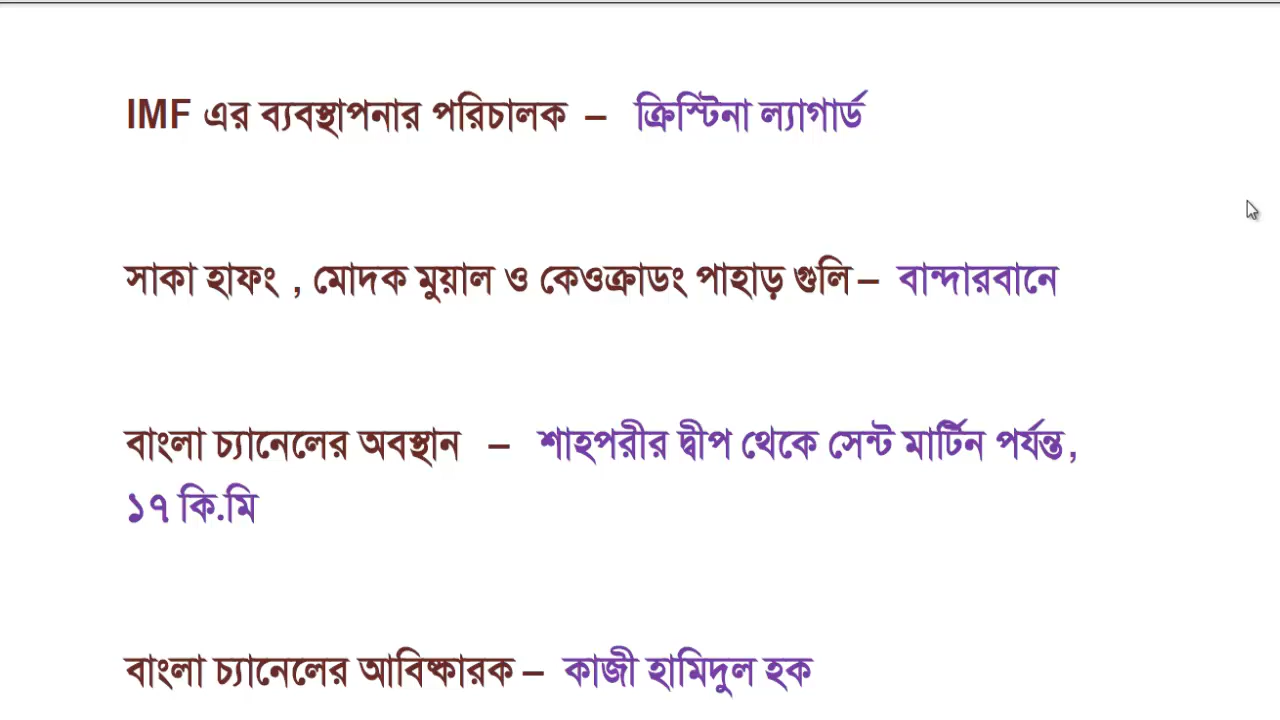 IMF এর ব্যবস্থাপনার পরিচালক – ক্রিস্টিনা ল্যাগার্ড
সাকা হাফং , মোদক মুয়াল ও কেওক্রাডং পাহাড় গুলি – বান্দারবানে
বাংলা চ্যানেলের অবস্থান – শাহপরীর দ্বীপ থেকে সেন্ট মার্টিন পর্যন্ত,
১৭ কি.মি
বাংলা চ্যানেলের আবিষ্কারক – কাজী হামিদুল হক